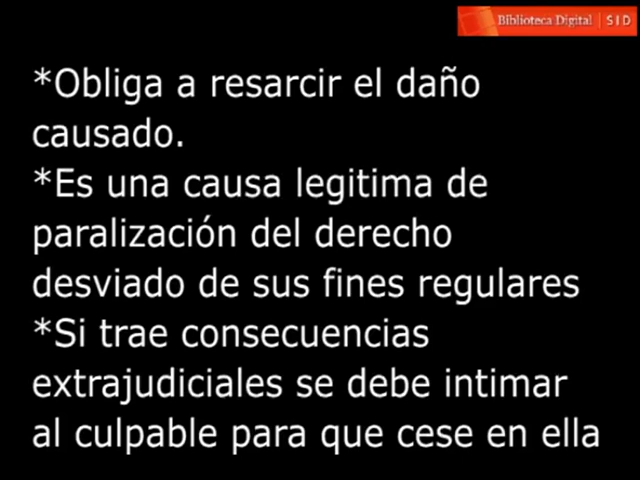 Biblioteca Digital | SID
*Obliga a resarcir el daño
causado.
*Es una causa legitima de
paralización del derecho
desviado de sus fines regulares
*Si trae consecuencias
extrajudiciales se debe intimar
al culpable para que cese en ella